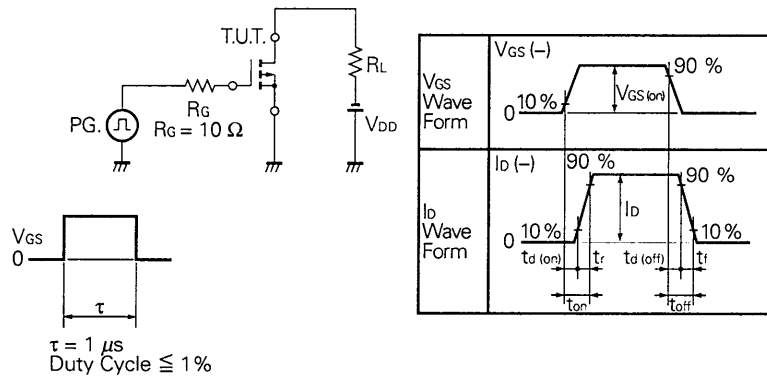 T.U.T.
RG
RG = 10 Ω
PG.
RL
VDD
VGS
0
τ
τ = 1 μs
Duty Cycle ≦ 1%
VGS
Wave
Form
VGS (–)
0
10 %
VGS (on)
90 %
ID
Wave
Form
ID (–)
0
10 %
90 %
ID
90 %
10 %
td (on)
tr
td (off)
tf
ton
toff